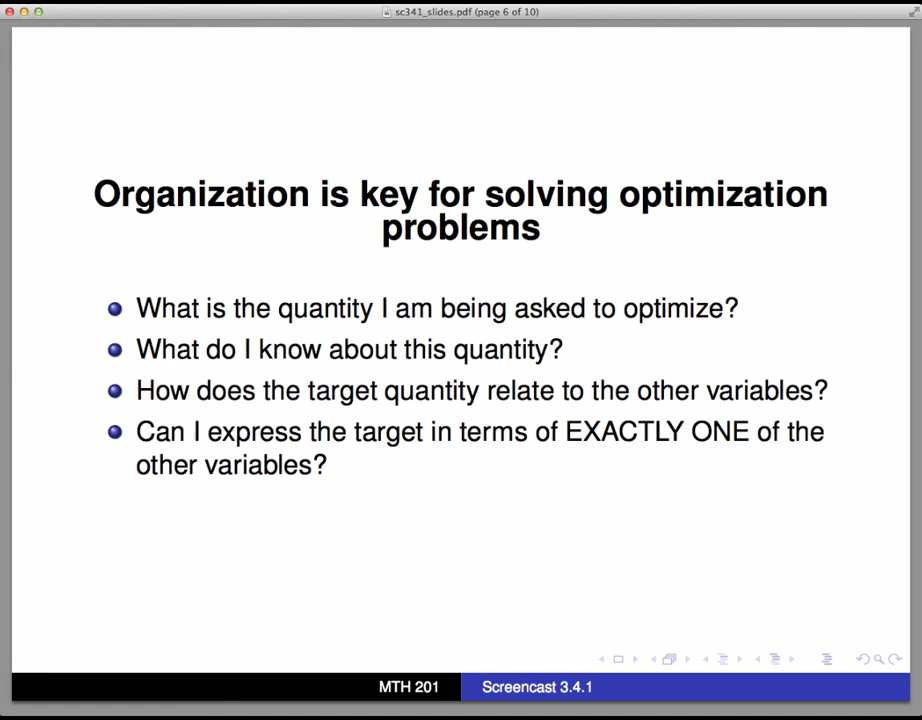 sc341_slides.pdf (page 6 of 10)
Organization is key for solving optimization
problems
What is the quantity I am being asked to optimize?
What do I know about this quantity?
How does the target quantity relate to the other variables?
Can I express the target in terms of EXACTLY ONE of the
other variables?
MTH 201
Screencast 3.4.1